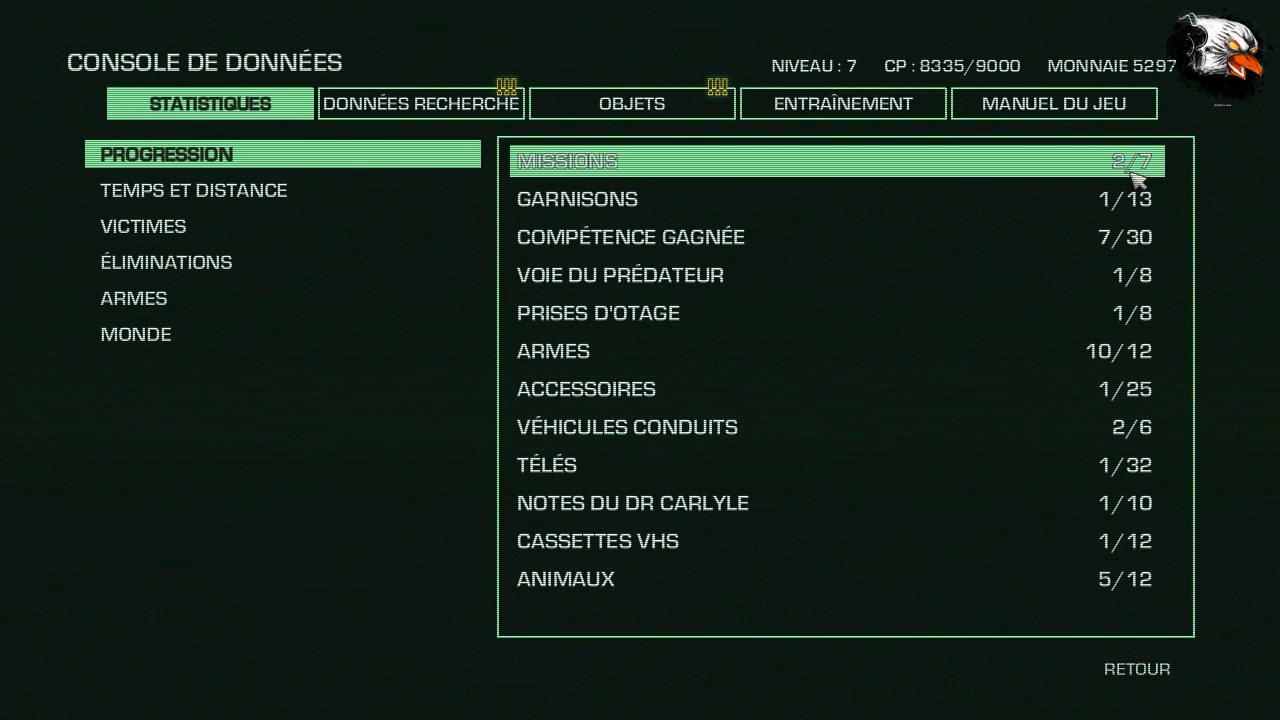 CONSOLE DE DONNÉES
NIVEAU : 7 CP : 8335/9000 MONNAIE 5297
STATISTIQUES DONNÉES RECHERCHE !!! OBJETS !!! ENTRAÎNEMENT MANUEL DU JEU
PROGRESSION
TEMPS ET DISTANCE
VICTIMES
ÉLIMINATIONS
ARMES
MONDE
MISSIONS 2/7
GARNISONS 1/13
COMPÉTENCE GAGNÉE 7/30
VOIE DU PRÉDATEUR 1/8
PRISES D'OTAGE 1/8
ARMES 10/12
ACCESSOIRES 1/25
VÉHICULES CONDUITS 2/6
TÉLÉS 1/32
NOTES DU DR CARLYLE 1/10
CASSETTES VHS 1/12
ANIMAUX 5/12
RETOUR